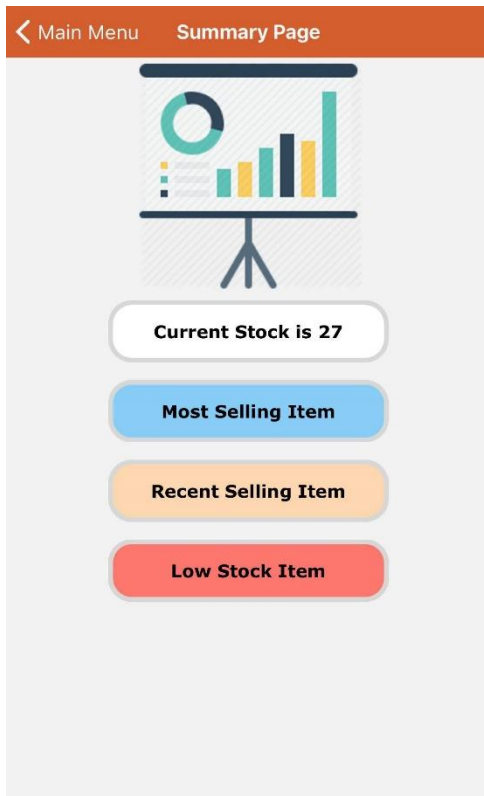 Main Menu Summary Page
Current Stock is 27
Most Selling Item
Recent Selling Item
Low Stock Item